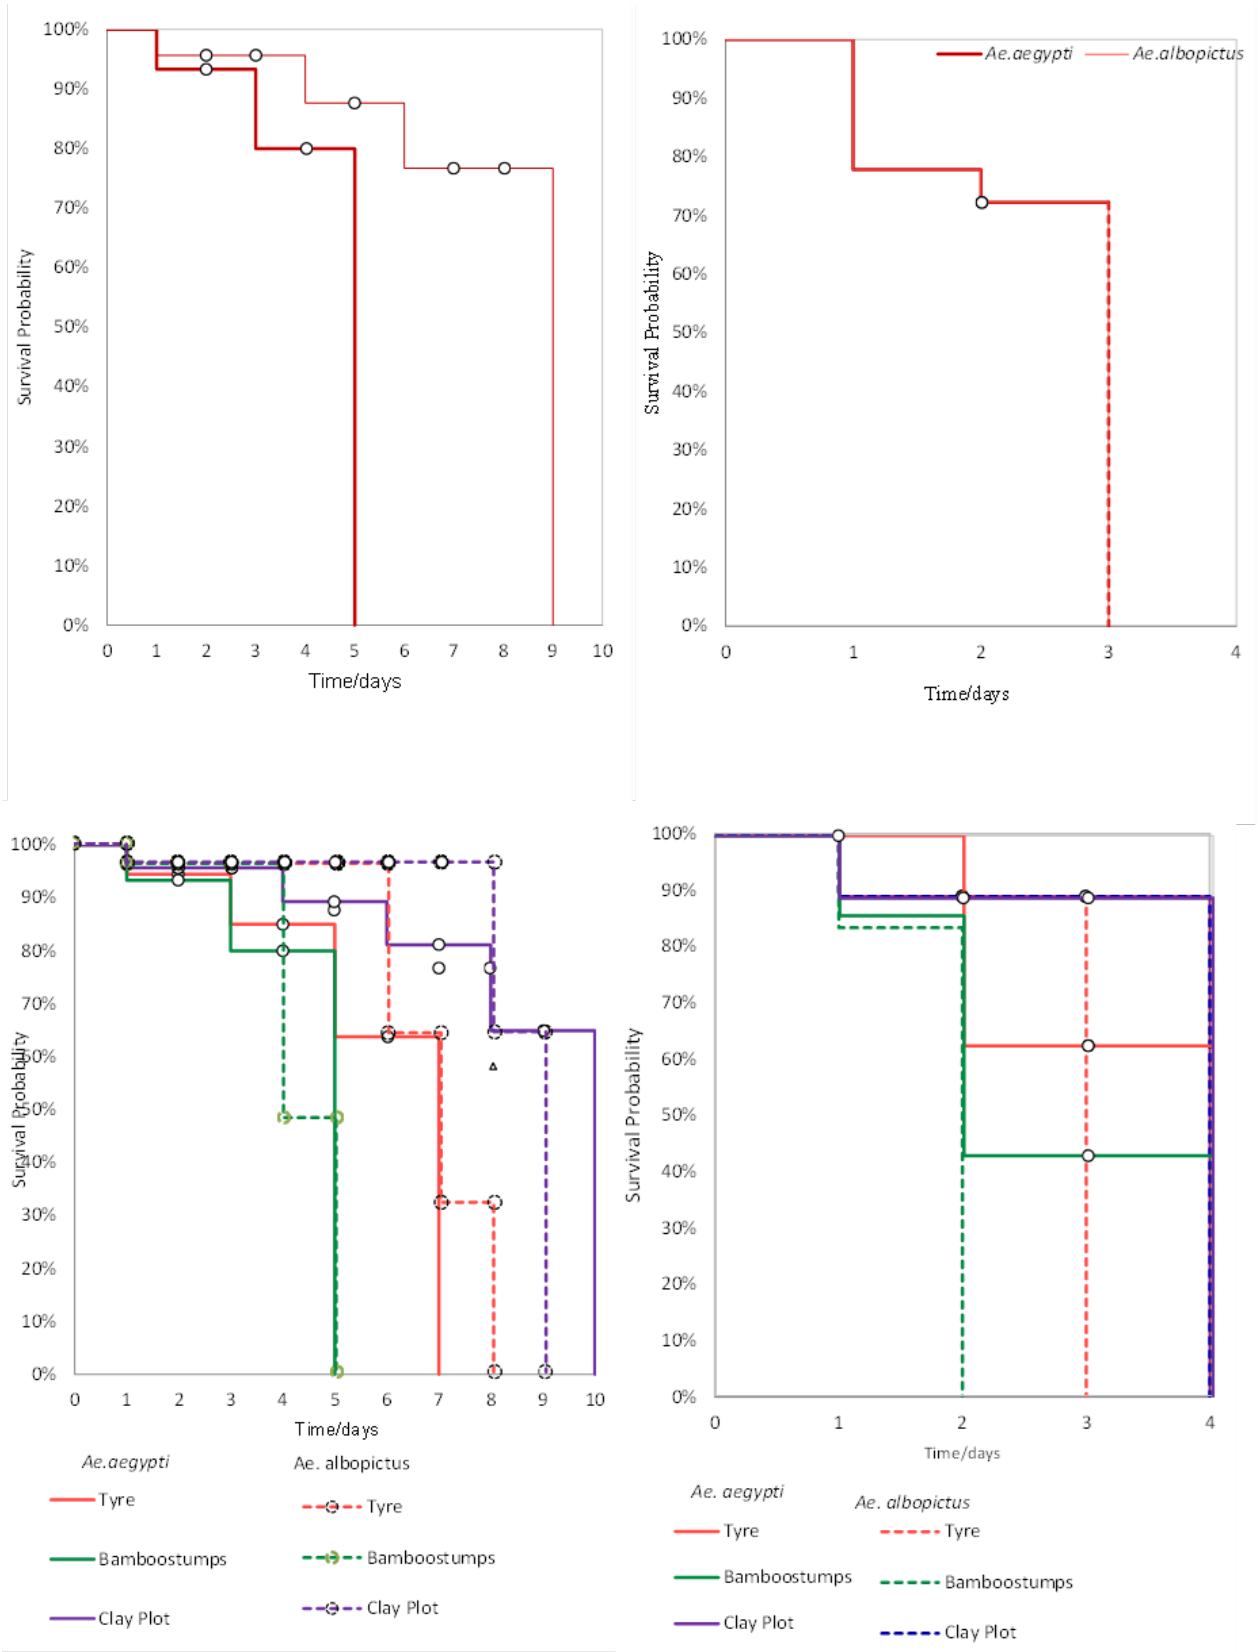 100%
90%
80%
70%
60%
50%
40%
30%
20%
10%
0%
Survival Probability
0 1 2 3 4 5 6 7 8 9 10
Time/days
100%
90%
80%
70%
60%
50%
40%
30%
20%
10%
0%
Survival Probability
Ae.aegypti Ae.albopictus
0 1 2 3 4
Time/days
100%
90%
80%
70%
60%
50%
40%
30%
20%
10%
0%
Survival Probability
0 1 2 3 4 5 6 7 8 9 10
Time/days
Ae.aegypti Ae. albopictus
Tyre Tyre
Bamboostumps Bamboostumps
Clay Plot Clay Plot
100%
90%
80%
70%
60%
50%
40%
30%
20%
10%
0%
Survival Probability
0 1 2 3 4
Time/days
Ae. aegypti Ae. albopictus
Tyre Tyre
Bamboostumps Bamboostumps
Clay Plot Clay Plot